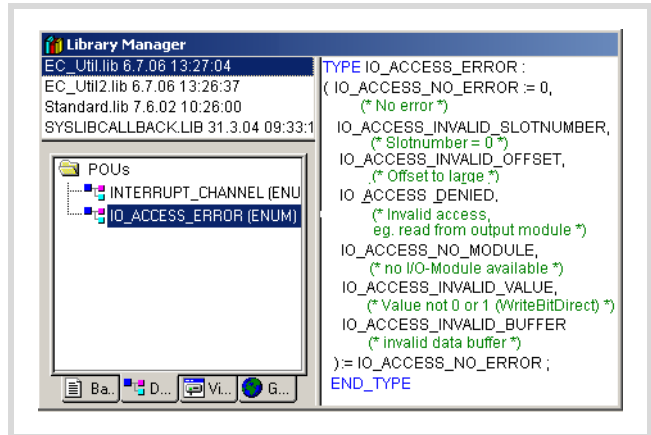 Library Manager
EC_Util.lib 6.7.06 13:27:04
EC_Util2.lib 6.7.06 13:26:37
Standard.lib 7.6.02 10:26:00
SYSLIBCALLBACK.LIB 31.3.04 09:33:1
POUs
INTERRUPT_CHANNEL (ENU
IO_ACCESS_ERROR (ENUM)
Ba.. D... Vi... G...
TYPE IO_ACCESS_ERROR :
( IO_ACCESS_NO_ERROR := 0,
(* No error *)
IO_ACCESS_INVALID_SLOTNUMBER,
(* Slotnumber = 0 *)
IO_ACCESS_INVALID_OFFSET,
(* Offset to large *)
IO_ACCESS_DENIED,
(* Invalid access,
eg. read from output module *)
IO_ACCESS_NO_MODULE,
(* no I/O-Module available *)
IO_ACCESS_INVALID_VALUE,
(* Value not 0 or 1 (WriteBitDirect) *)
IO_ACCESS_INVALID_BUFFER
(* invalid data buffer *)
):= IO_ACCESS_NO_ERROR ;
END_TYPE